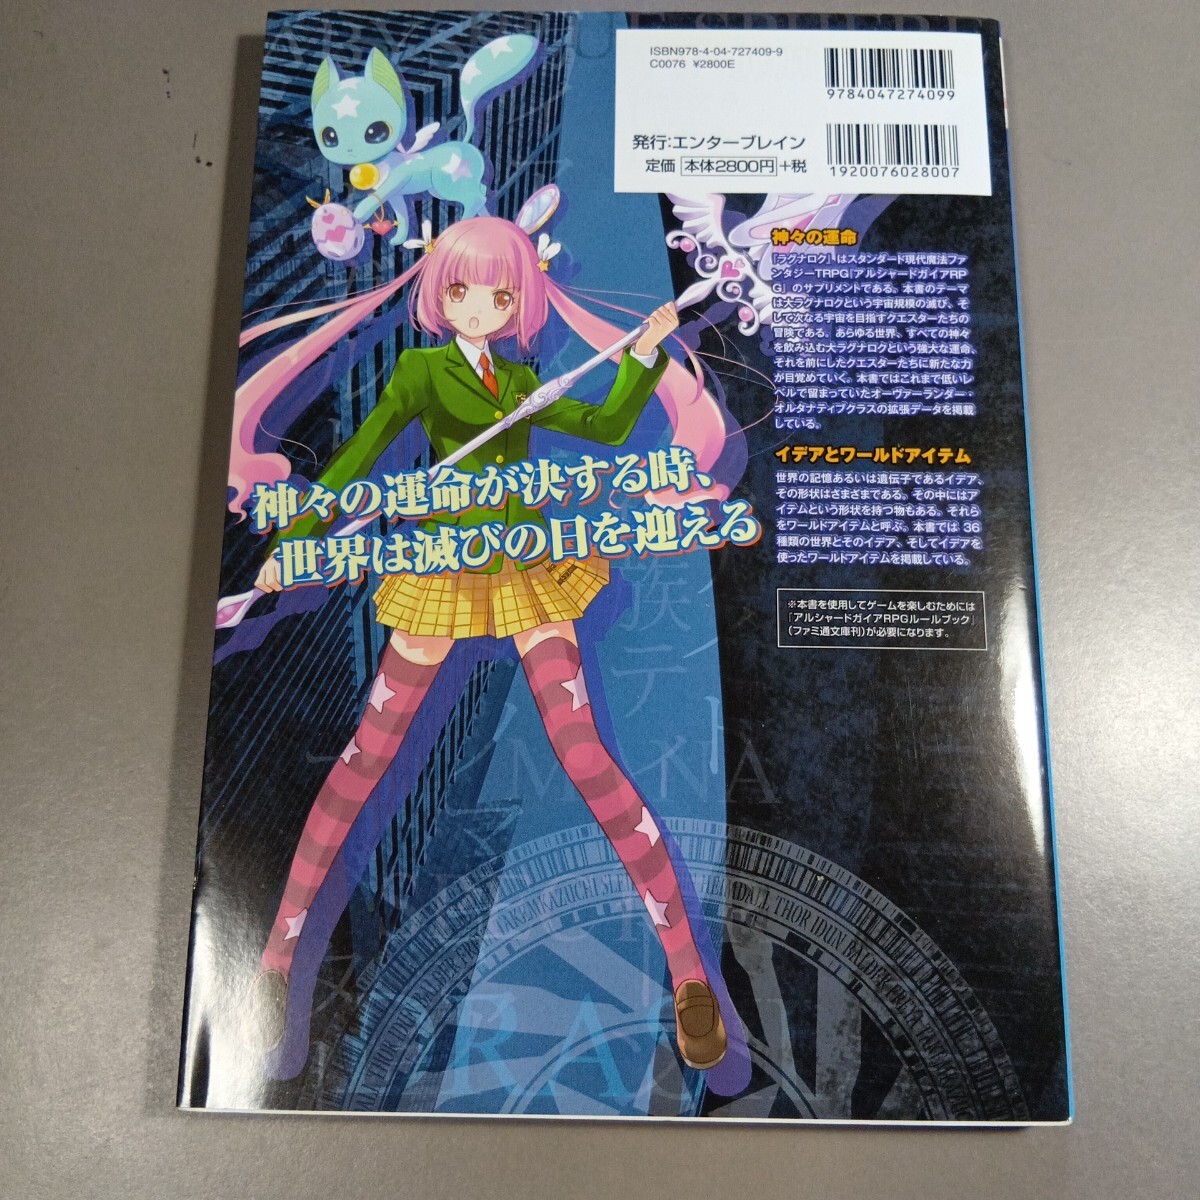 ISBN978-4-04-727409-9
C0076 ¥2800E
9784047274099
発行:エンターブレイン
定価 本体2800円 +税
1920076028007
神々の運命
『ラグナロク』はスタンダード現代魔法ファ
ンタジーTRPG『アルシャードガイアRP
G』のサプリメントである。本書のテーマ
は大ラグナロクという宇宙規模の滅び、そ
して次なる宇宙を目指すクエスターたちの
冒険である。あらゆる世界、すべての神々
を飲み込む大ラグナロクという強大な運命、
それを前にしたクエスターたちに新たな力
が目覚めていく。本書ではこれまで低いレ
ベルで留まっていたオーヴァーランダー・
オルタナティブクラスの拡張データを掲載
している。
イデアとワールドアイテム
世界の記憶あるいは遺伝子であるイデア、
その形状はさまざまである。その中にはア
イテムという形状を持つ物もある。それら
をワールドアイテムと呼ぶ。本書では 36
種類の世界とそのイデア、そしてイデアを
使ったワールドアイテムを掲載している。
※本書を使用してゲームを楽しむためには
『アルシャードガイアRPGルールブック』
(ファミ通文庫刊)が必要になります。
神々の運命が決する時、
世界は滅びの日を迎える
HEIMDALL THOR IDUN BALDER